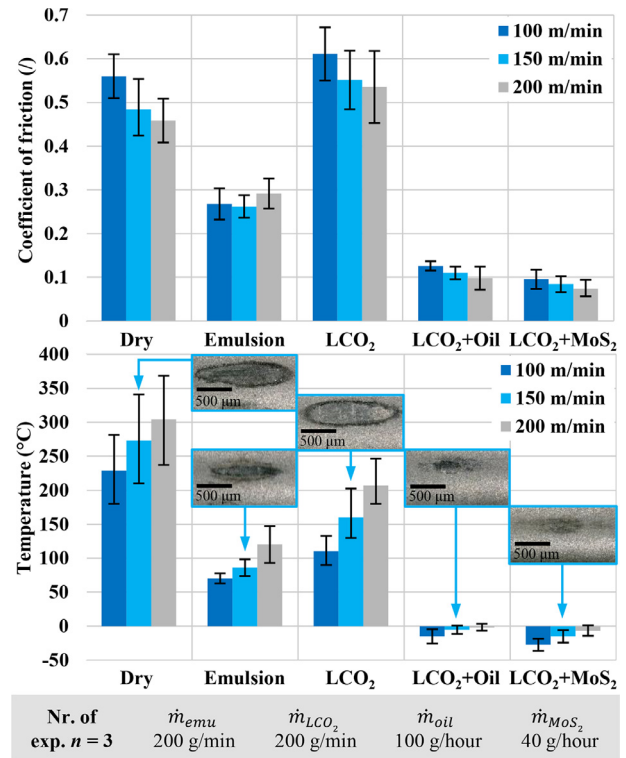 0.7
0.6
0.5
0.4
0.3
0.2
0.1
0
Coefficient of friction (/)
100 m/min
150 m/min
200 m/min
Dry Emulsion LCO₂ LCO₂+Oil LCO₂+MoS₂
400
350
300
250
200
150
100
50
0
-50
Temperature (°C)
100 m/min
150 m/min
200 m/min
500 μm
500 μm
500 μm
500 μm
500 μm
Dry Emulsion LCO₂ LCO₂+Oil LCO₂+MoS₂
Nr. of ṁemu ṁLCO₂ ṁoil ṁMoS₂
exp. n = 3 200 g/min 200 g/min 100 g/hour 40 g/hour